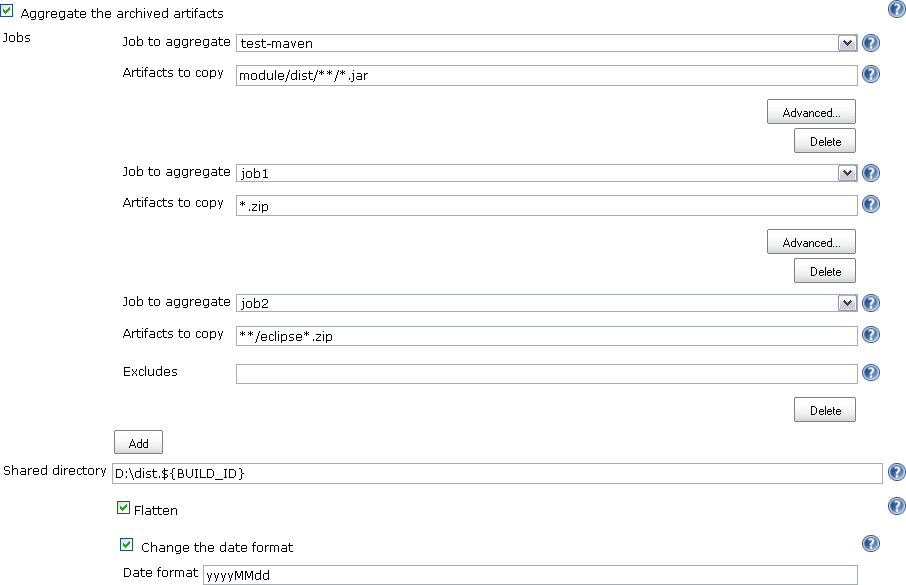 Aggregate the archived artifacts
Jobs
Job to aggregate test-maven
Artifacts to copy module/dist/**/*.jar
Advanced...
Delete
Job to aggregate job1
Artifacts to copy *.zip
Advanced...
Delete
Job to aggregate job2
Artifacts to copy **/eclipse*.zip
Excludes
Delete
Add
Shared directory D:\dist.${BUILD_ID}
Flatten
Change the date format
Date format yyyyMMdd